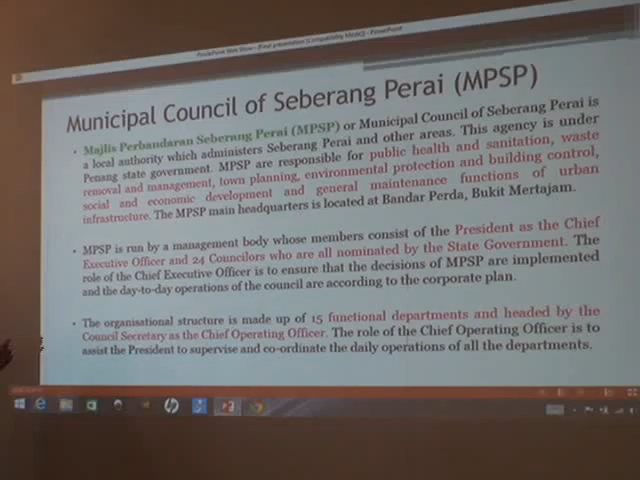 PowerPoint Slide Show - [Final presentation [Compatibility Mode]] - PowerPoint
Municipal Council of Seberang Perai (MPSP)
• Majlis Perbandaran Seberang Perai (MPSP) or Municipal Council of Seberang Perai is
a local authority which administers Seberang Perai and other areas. This agency is under
Penang state government. MPSP are responsible for public health and sanitation, waste
removal and management, town planning, environmental protection and building control,
social and economic development and general maintenance functions of urban
infrastructure. The MPSP main headquarters is located at Bandar Perda, Bukit Mertajam.
• MPSP is run by a management body whose members consist of the President as the Chief
Executive Officer and 24 Councilors who are all nominated by the State Government. The
role of the Chief Executive Officer is to ensure that the decisions of MPSP are implemented
and the day-to-day operations of the council are according to the corporate plan.
• The organisational structure is made up of 15 functional departments and headed by the
Council Secretary as the Chief Operating Officer. The role of the Chief Operating Officer is to
assist the President to supervise and co-ordinate the daily operations of all the departments.
hp